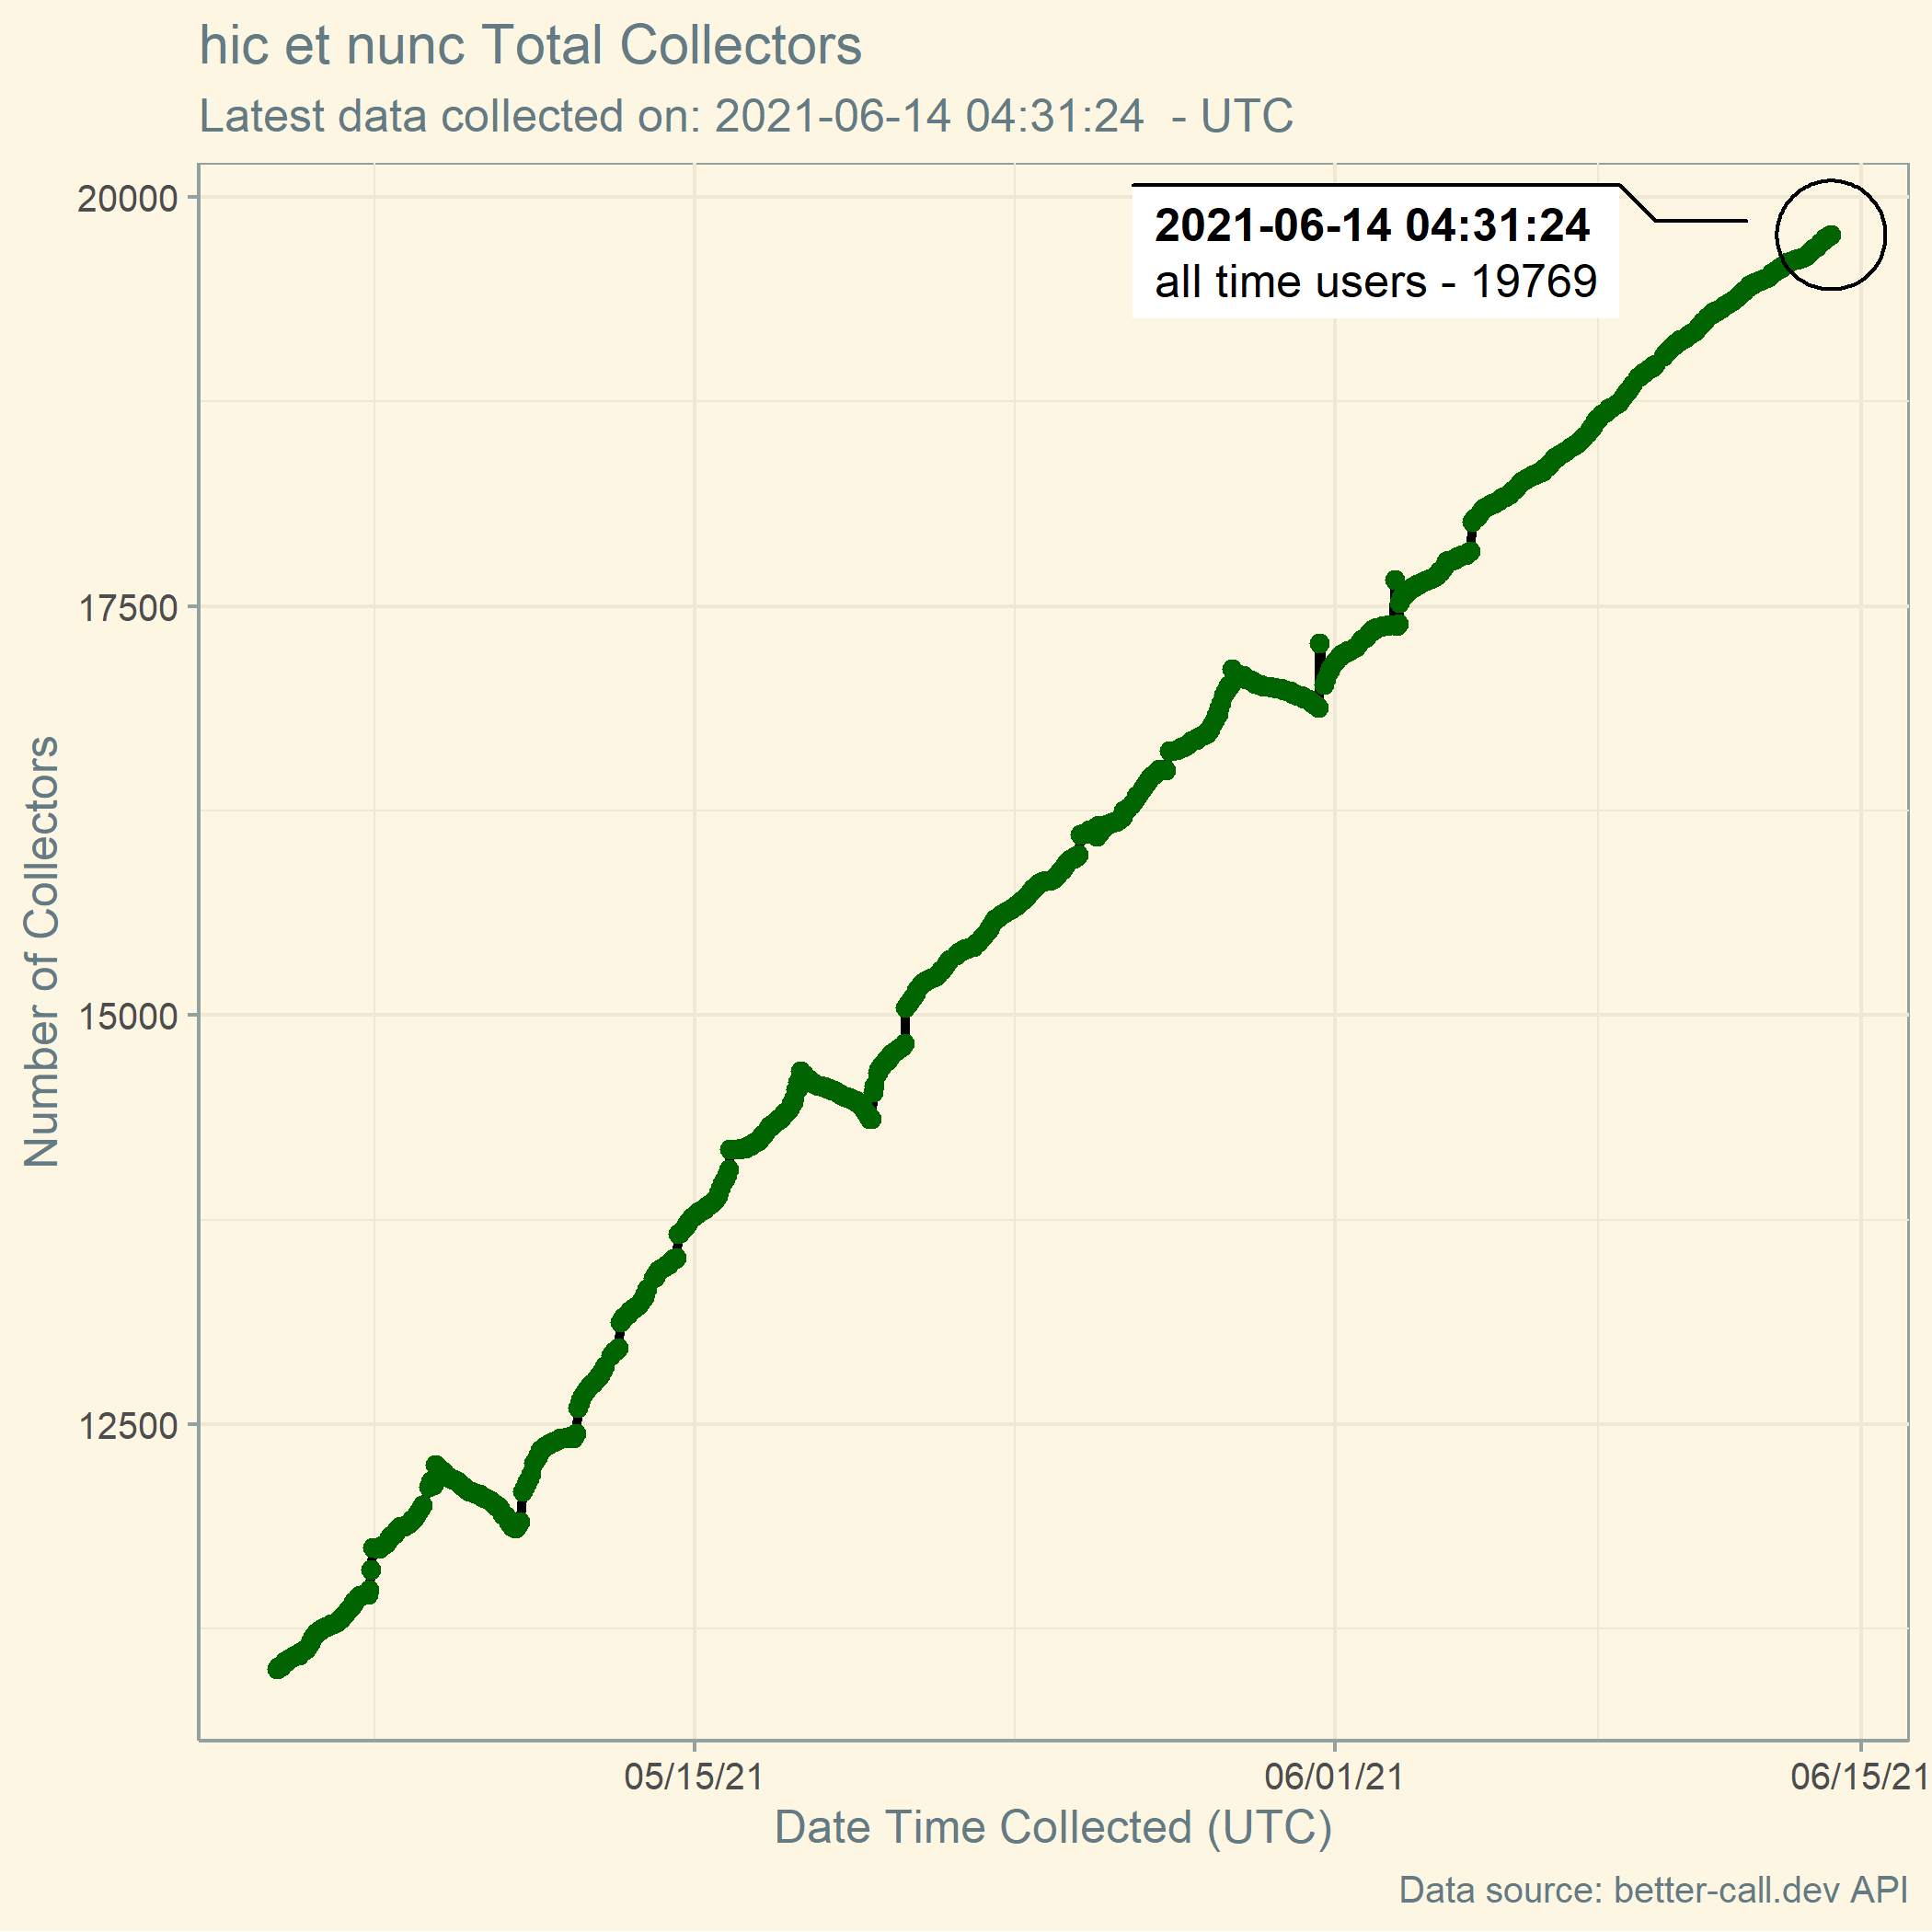 hic et nunc Total Collectors
Latest data collected on: 2021-06-14 04:31:24  - UTC
20000
17500
15000
12500
2021-06-14 04:31:24
all time users - 19769
Number of Collectors
05/15/21
06/01/21
06/15/21
Date Time Collected (UTC)
Data source: better-call.dev API